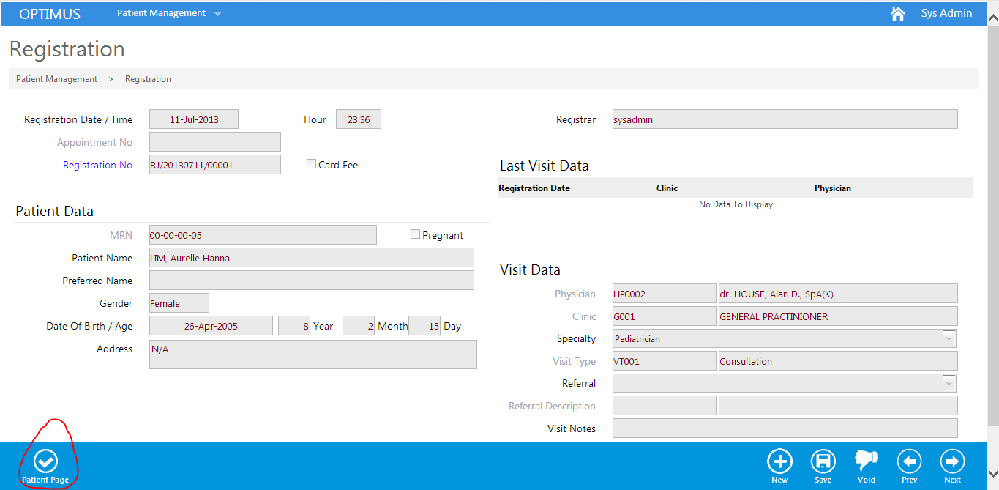 OPTIMUS Patient Management Sys Admin
Registration
Patient Management > Registration
Registration Date / Time 11-Jul-2013 Hour 23:36 Registrar sysadmin
Appointment No
Registration No RJ/20130711/00001 Card Fee
Last Visit Data
Registration Date Clinic Physician
No Data To Display
Patient Data
MRN 00-00-00-05 Pregnant
Patient Name LIM, Aurelle Hanna
Preferred Name
Gender Female
Date Of Birth / Age 26-Apr-2005 8 Year 2 Month 15 Day
Address N/A
Visit Data
Physician HP0002 dr. HOUSE, Alan D., SpA(K)
Clinic G001 GENERAL PRACTINIONER
Specialty Pediatrician
Visit Type VT001 Consultation
Referral
Referral Description
Visit Notes
Patient Page New Save Void Prev Next